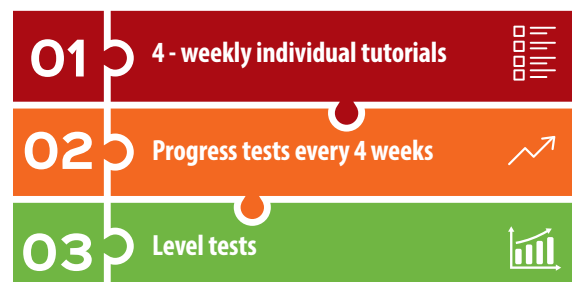 01 4 - weekly individual tutorials
02 Progress tests every 4 weeks
03 Level tests